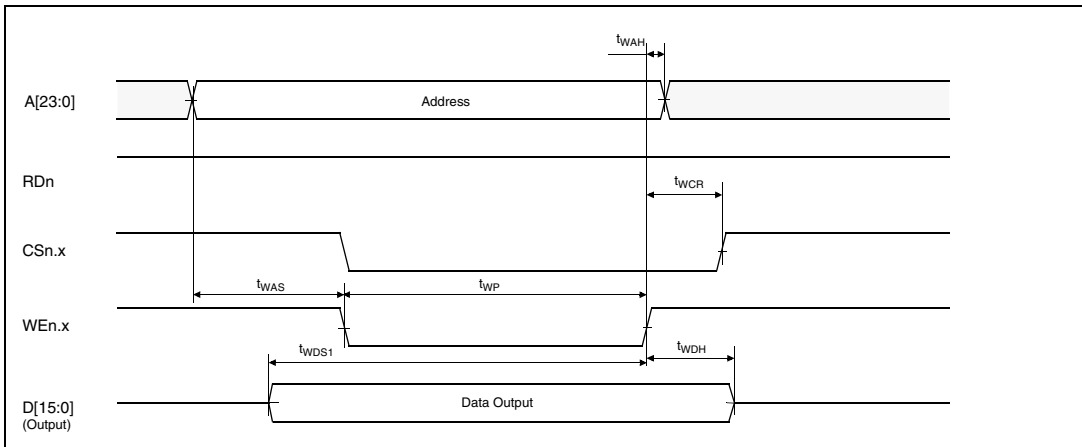 tWAH
A[23:0]
Address
RDn
tWCR
CSn.x
tWAS
tWP
WEn.x
tWDS1
tWDH
D[15:0]
(Output)
Data Output